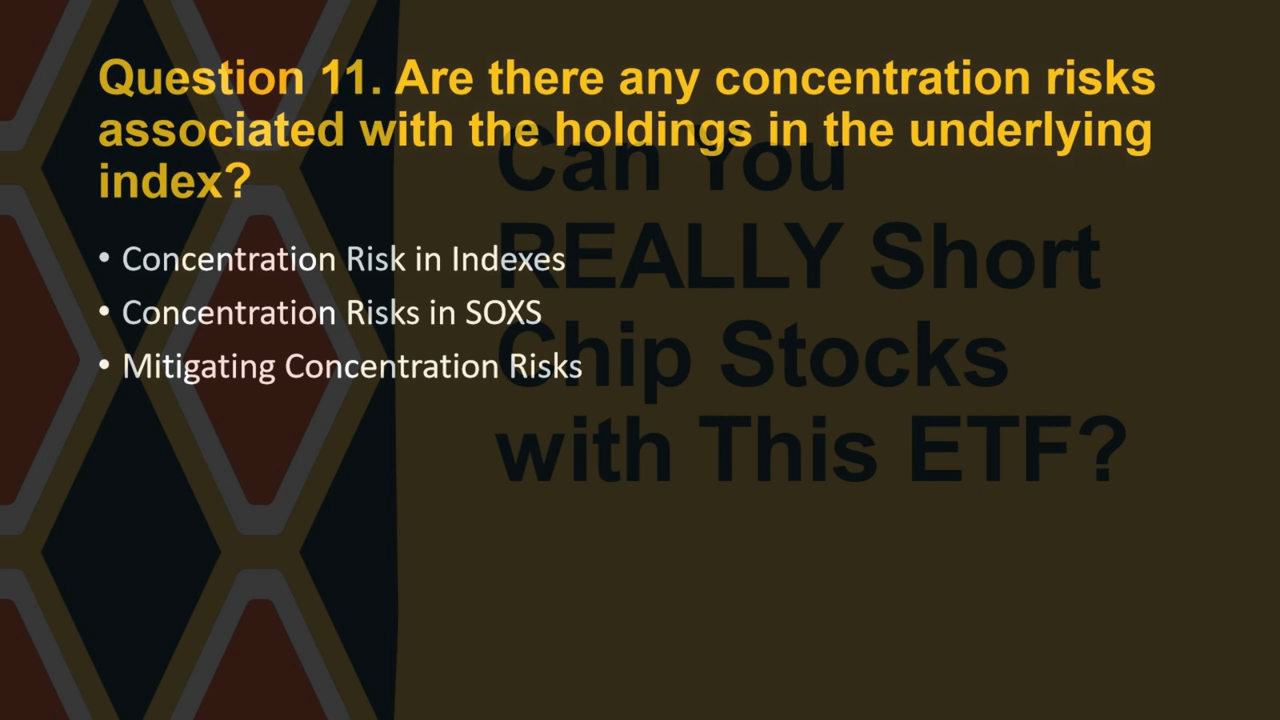 Question 11. Are there any concentration risks
associated with the holdings in the underlying
index?
• Concentration Risk in Indexes
• Concentration Risks in SOXS
• Mitigating Concentration Risks
Can You
REALLY Short
Chip Stocks
with This ETF?